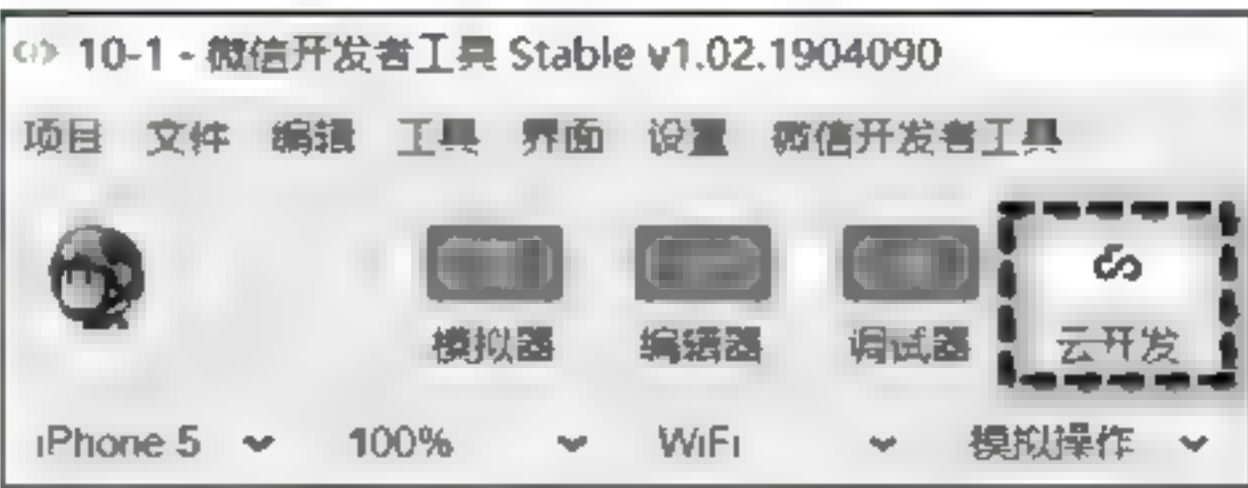 10-1 - 微信开发者工具 Stable v1.02.1904090
项目 文件 编辑 工具 界面 设置 微信开发者工具
模拟器 编辑器 调试器 云开发
iPhone 5 100% WiFi 模拟操作